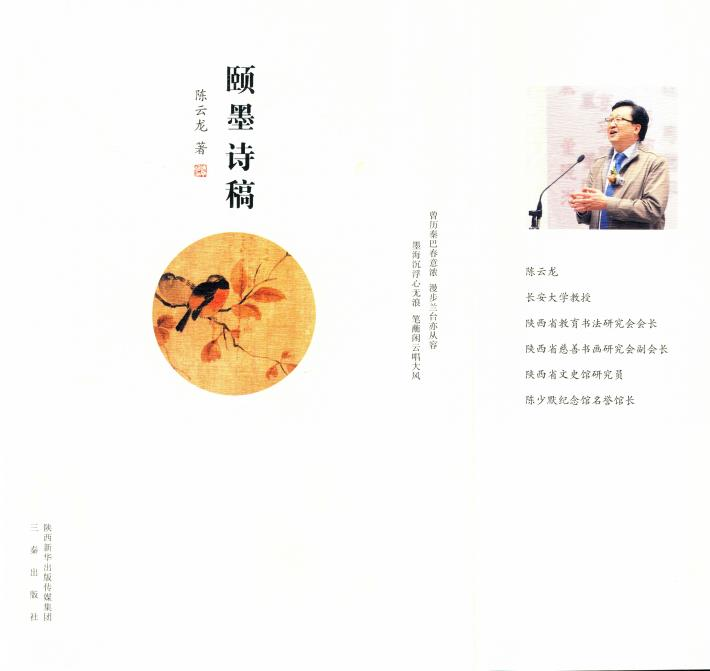 颐墨诗稿
陈云龙 著
曾历秦巴春意浓 漫步兰台亦从容
墨海沉浮心无浪 笔蘸闲云唱大风
陕西新华出版传媒集团
三秦出版社
陈云龙
长安大学教授
陕西省教育书法研究会会长
陕西省慈善书画研究会副会长
陕西省文史馆研究员
陈少默纪念馆名誉馆长